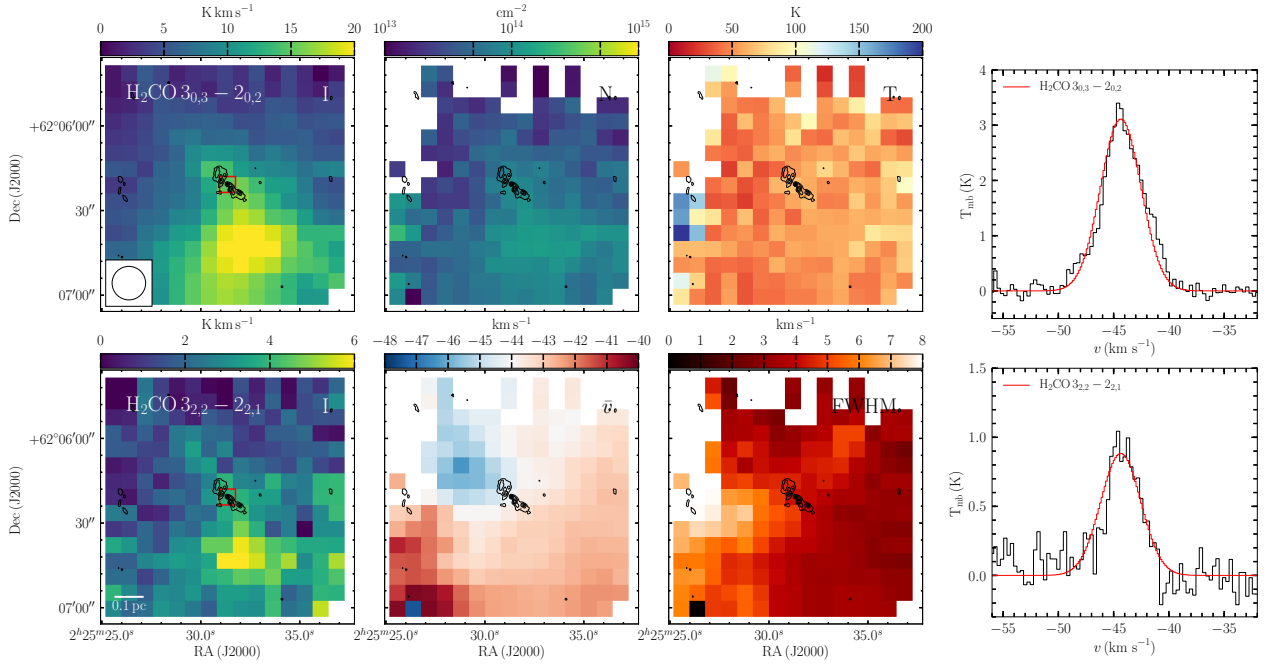 K km s⁻¹
0 5 10 15 20
H₂CO 3₀,₃ − 2₀,₂ I
+62°06′00″
30″
07′00″
Dec (J2000)
cm⁻²
10¹³ 10¹⁴ 10¹⁵
N
K
0 50 100 150 200
T
H₂CO 3₀,₃ − 2₀,₂
4
3
2
1
0
T_mb (K)
−55 −50 −45 −40 −35
v (km s⁻¹)
K km s⁻¹
0 2 4 6
H₂CO 3₂,₂ − 2₂,₁ I
+62°06′00″
30″
07′00″
Dec (J2000)
0.1 pc
2ʰ25ᵐ25.0ˢ 30.0ˢ 35.0ˢ
RA (J2000)
km s⁻¹
−48 −47 −46 −45 −44 −43 −42 −41 −40
v̄
2ʰ25ᵐ25.0ˢ 30.0ˢ 35.0ˢ
RA (J2000)
km s⁻¹
0 1 2 3 4 5 6 7 8
FWHM
2ʰ25ᵐ25.0ˢ 30.0ˢ 35.0ˢ
RA (J2000)
H₂CO 3₂,₂ − 2₂,₁
1.5
1.0
0.5
0.0
T_mb (K)
−55 −50 −45 −40 −35
v (km s⁻¹)